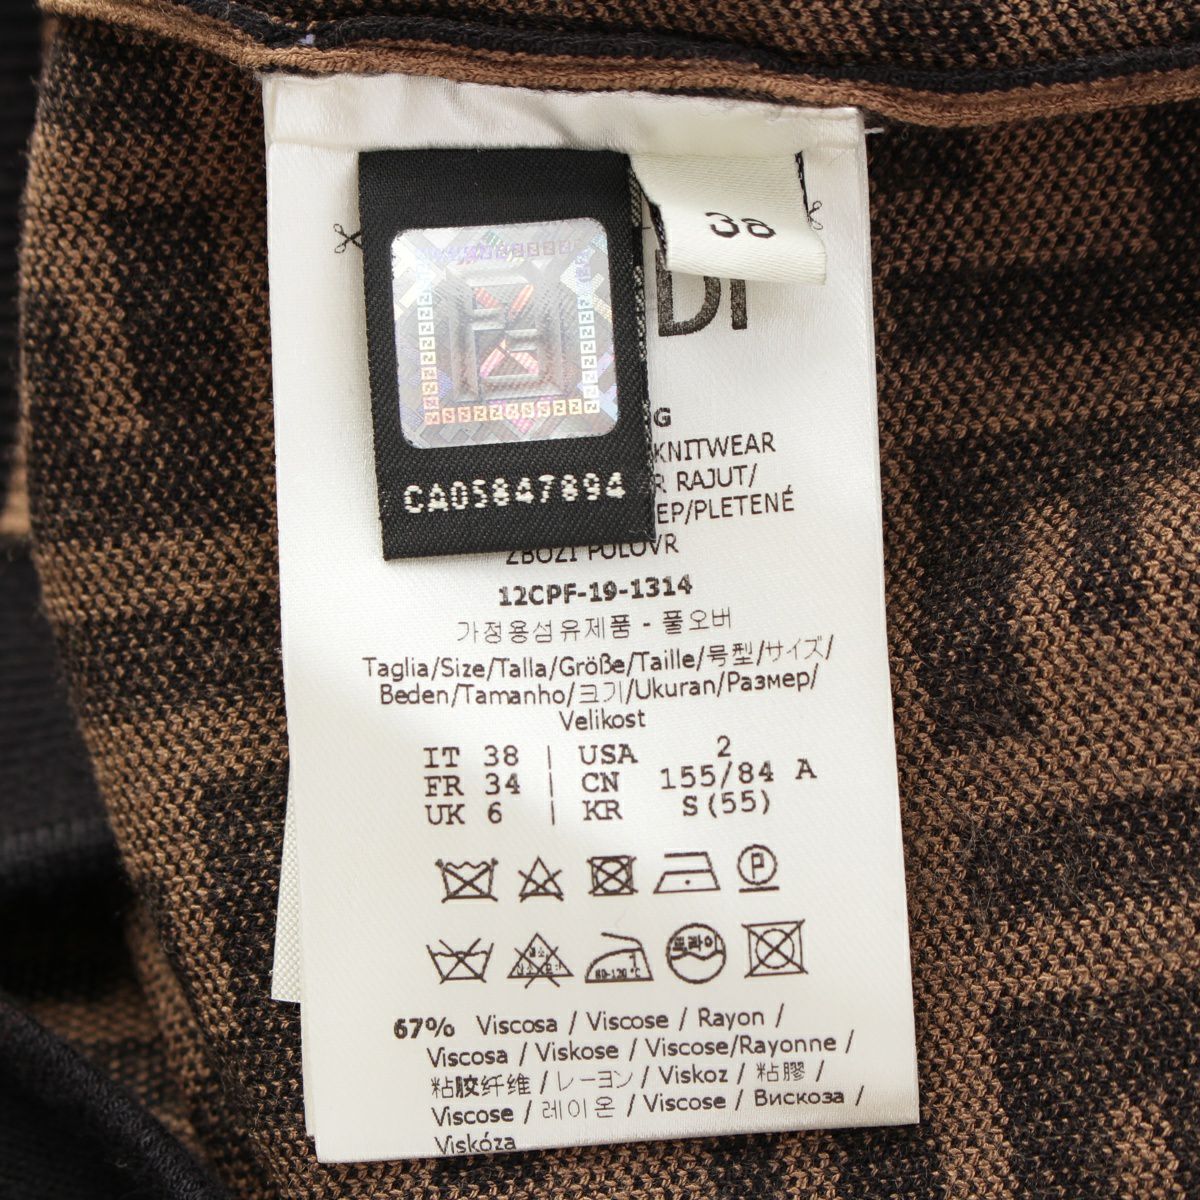 38
DI
CA05847894
G
KNITWEAR
R RAJUT/
EP/PLETENÉ
ZBOŽÍ POLOVR
12CPF-19-1314
가정용섬유제품 - 풀오버
Taglia/Size/Talla/Größe/Taille/号型/サイズ/
Beden/Tamanho/크기/Ukuran/Размер/
Velikost
IT 38 | USA 2
FR 34 | CN 155/84 A
UK 6 | KR S(55)
P
80-120°C 드라이
67% Viscosa / Viscose / Rayon /
Viscosa / Viskose / Viscose/Rayonne /
粘胶纤维 / レーヨン / Viskoz / 粘膠 /
Viscose / 레이온 / Viscose / Вискоза /
Viskóza